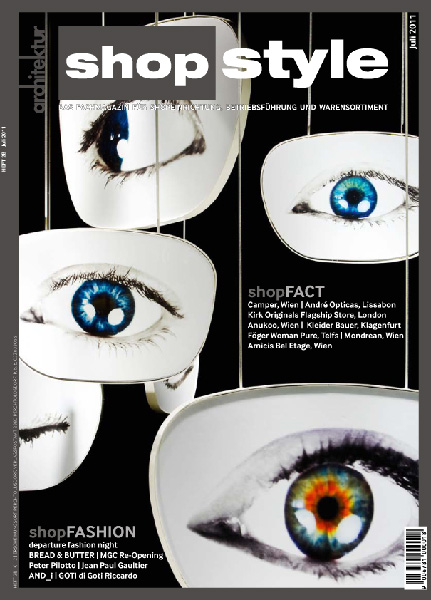 architektur
shop style
Juli 2011
DAS FACHMAGAZIN FÜR SHOPEINRICHTUNG, BETRIEBSFÜHRUNG UND WARENSORTIMENT
Juli 2011
shopFACT
Camper, Wien | André Opticas, Lissabon
Kirk Originals Flagship Store, London
Anukoo, Wien | Kleider Bauer, Klagenfurt
Föger Woman Pure, Telfs | Mondrean, Wien
Amicis Bel Etage, Wien
shopFASHION
departure fashion night
BREAD & BUTTER | MGC Re-Opening
Peter Pilotto | Jean Paul Gaultier
AND_i | GOTI di Goti Riccardo